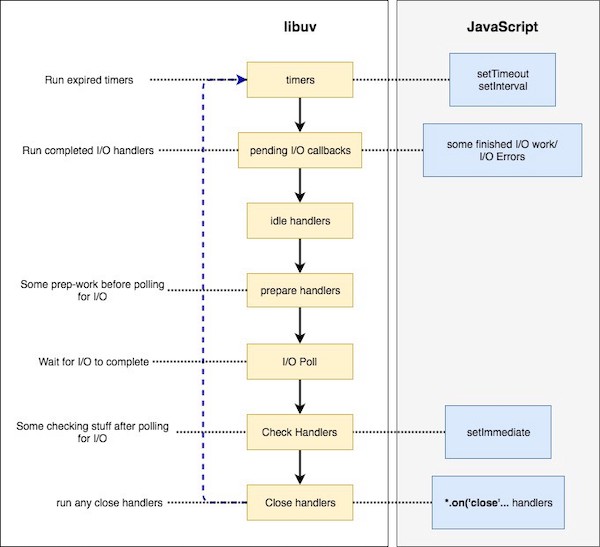 libuv
JavaScript
Run expired timers
timers
setTimeout
setInterval
Run completed I/O handlers
pending I/O callbacks
some finished I/O work/
I/O Errors
idle handlers
Some prep-work before polling
for I/O
prepare handlers
Wait for I/O to complete
I/O Poll
Some checking stuff after polling
for I/O
Check Handlers
setImmediate
run any close handlers
Close handlers
*.on('close'... handlers